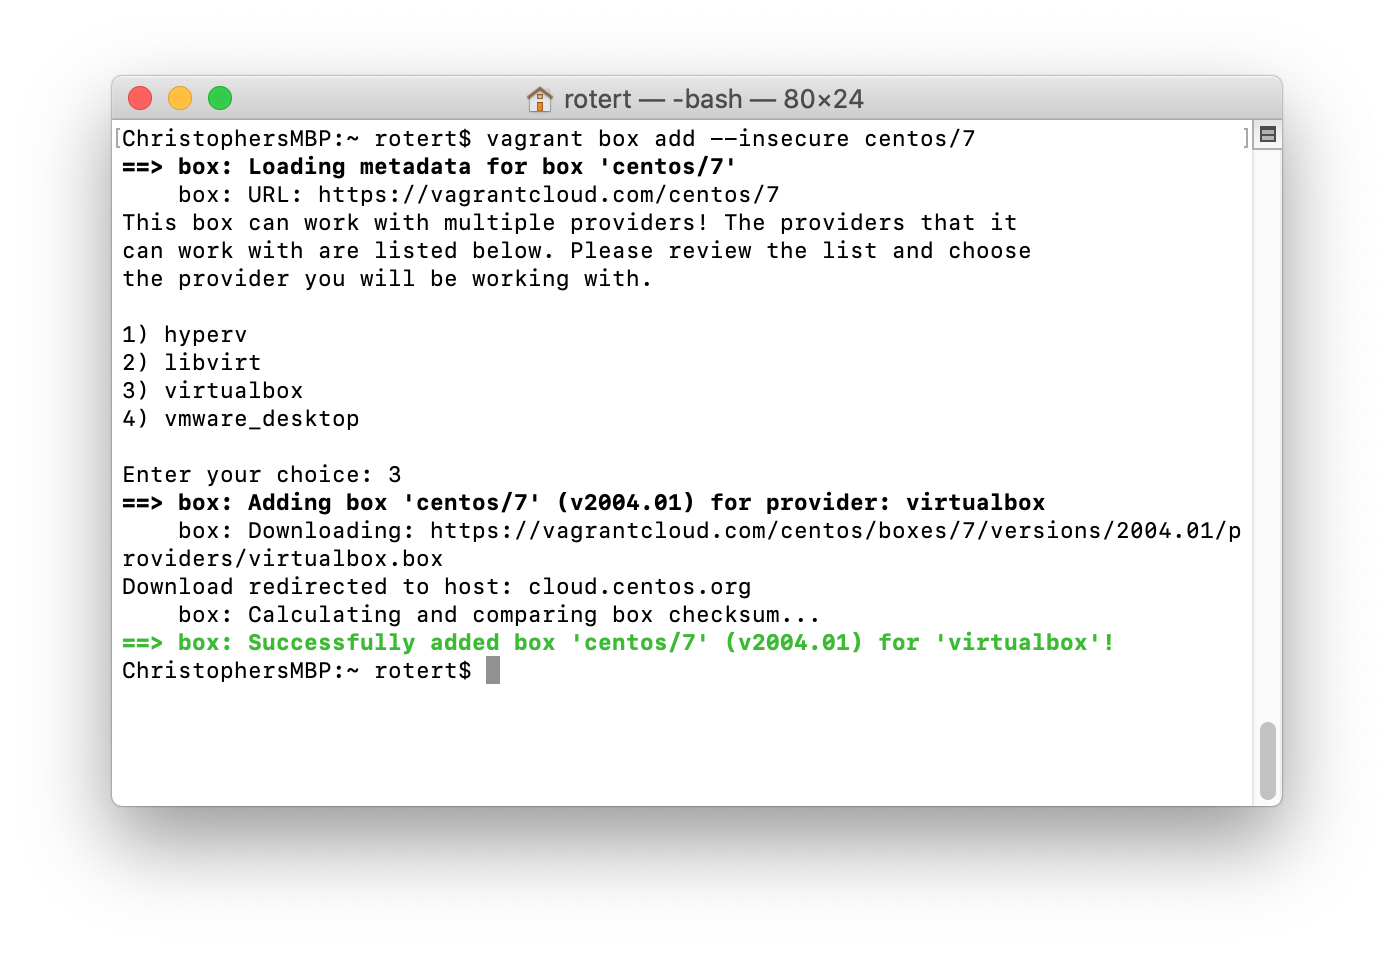 rotert — -bash — 80×24
[ChristophersMBP:~ rotert$ vagrant box add --insecure centos/7 ]
==> box: Loading metadata for box 'centos/7'
    box: URL: https://vagrantcloud.com/centos/7
This box can work with multiple providers! The providers that it
can work with are listed below. Please review the list and choose
the provider you will be working with.

1) hyperv
2) libvirt
3) virtualbox
4) vmware_desktop

Enter your choice: 3
==> box: Adding box 'centos/7' (v2004.01) for provider: virtualbox
    box: Downloading: https://vagrantcloud.com/centos/boxes/7/versions/2004.01/p
roviders/virtualbox.box
Download redirected to host: cloud.centos.org
    box: Calculating and comparing box checksum...
==> box: Successfully added box 'centos/7' (v2004.01) for 'virtualbox'!
ChristophersMBP:~ rotert$